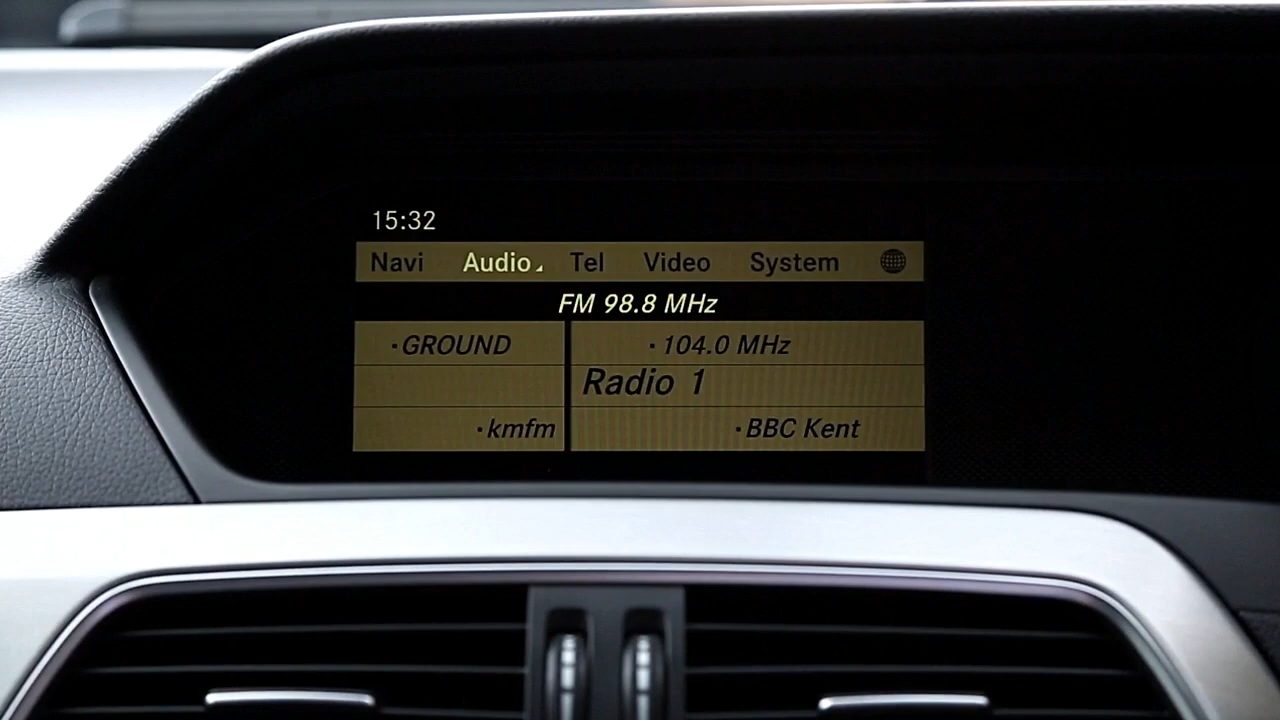 15:32
Navi Audio Tel Video System
FM 98.8 MHz
·GROUND ·104.0 MHz
Radio 1
·kmfm ·BBC Kent